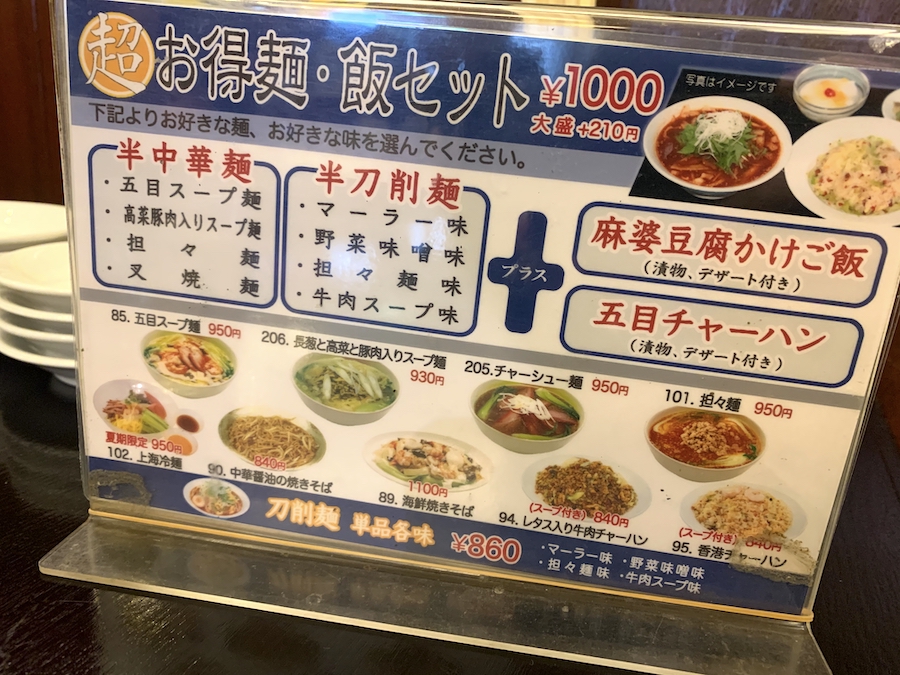 超お得麺・飯セット ¥1000
大盛+210円
写真はイメージです
下記よりお好きな麺、お好きな味を選んでください。
半中華麺
・五目スープ麺
・高菜豚肉入りスープ麺
・担々麺
・叉焼麺
半刀削麺
・マーラー味
・野菜味噌味
・担々麺味
・牛肉スープ味
プラス
麻婆豆腐かけご飯
(漬物、デザート付き)
五目チャーハン
(漬物、デザート付き)
85. 五目スープ麺 950円
206. 長葱と高菜と豚肉入りスープ麺
930円
205. チャーシュー麺 950円
101. 担々麺 950円
夏期限定 950円
102. 上海冷麺
840円
90. 中華醤油の焼きそば
1100円
89. 海鮮焼きそば
(スープ付き) 840円
94. レタス入り牛肉チャーハン
(スープ付き) 840円
95. 香港チャーハン
刀削麺 単品各味 ¥860
・マーラー味 ・野菜味噌味
・担々麺味 ・牛肉スープ味